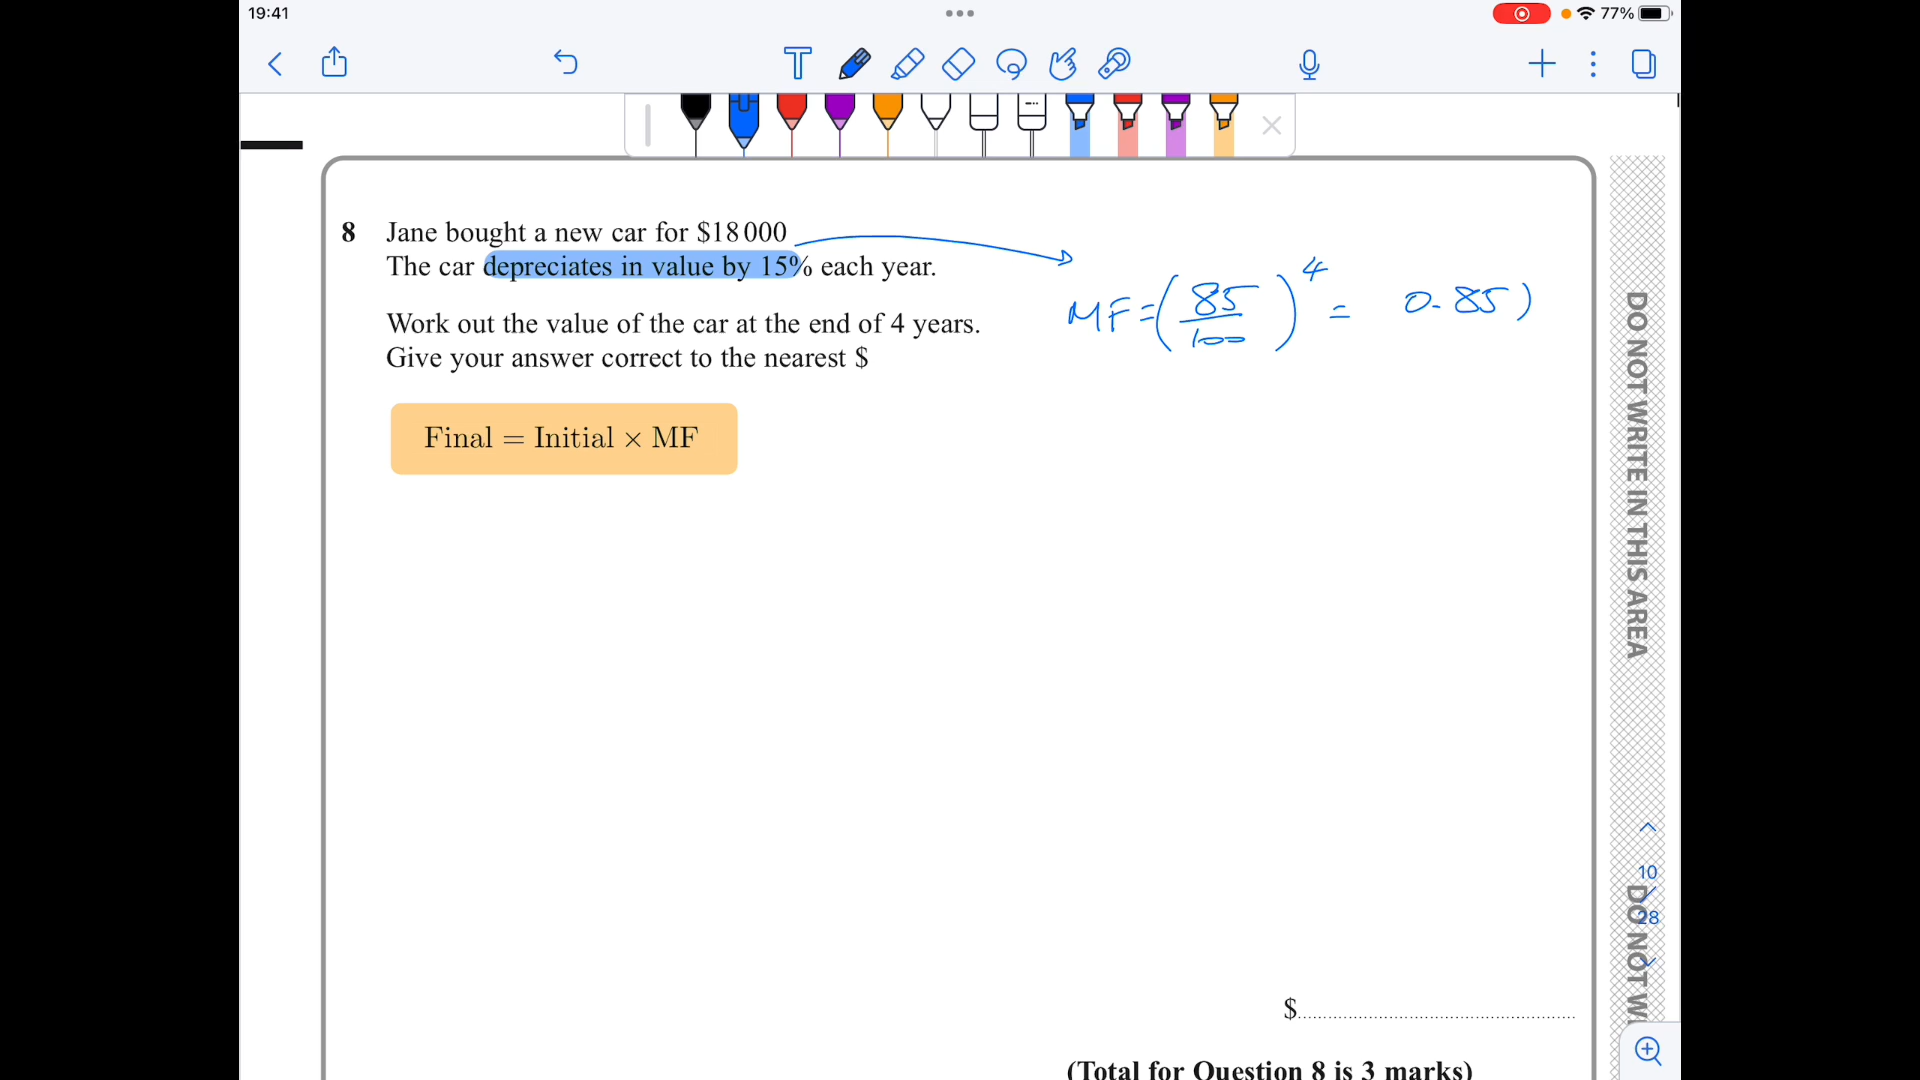 19:41
77%
8 Jane bought a new car for $18 000
The car depreciates in value by 15% each year.
MF = (85/100)^4 = 0.85)
Work out the value of the car at the end of 4 years.
Give your answer correct to the nearest $
Final = Initial × MF
DO NOT WRITE IN THIS AREA
10
28
DO NOT W
$
(Total for Question 8 is 3 marks)